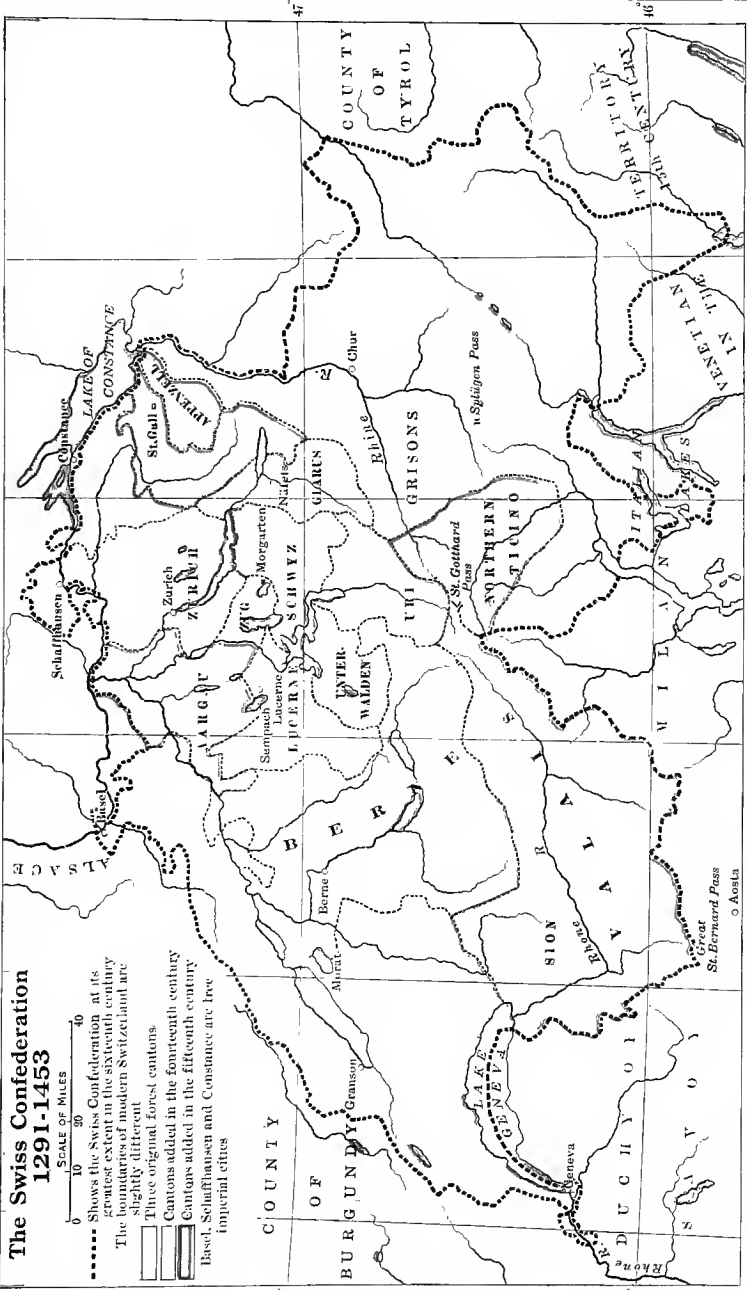 The Swiss Confederation
1291-1453
SCALE OF MILES
0 10 20 40
Shows the Swiss Confederation at its
greatest extent in the sixteenth century
The boundaries of modern Switzerland are
slightly different
Three original forest cantons
Cantons added in the fourteenth century
Cantons added in the fifteenth century
Basel, Schaffhausen and Constance are free
imperial cities
47
46
COUNTY
OF
TYROL
TERRITORY
15th CENTURY
VENETIAN
IN THE
LAKE OF
CONSTANCE
Constance
Schaffhausen
St.Gall
APPENZELL
R.
Chur
Rhine
Splügen Pass
GRISONS
Näfels
GLARUS
Zurich
ZURICH
Morgarten
ZUG
SCHWYZ
URI
St. Gotthard
Pass
NORTHERN
TICINO
ITALIAN
LAKES
MILAN
AARGAU
Sempach
Lucerne
LUCERNE
UNTER-
WALDEN
Basel
ALSACE
BERNE
Berne
Morat
Granson
VALAIS
SION
Rhone
R.
Great
St. Bernard Pass
Aosta
LAKE
GENEVA
Geneva
COUNTY
OF
BURGUNDY
DUCHY OF
SAVOY
Rhone
R.